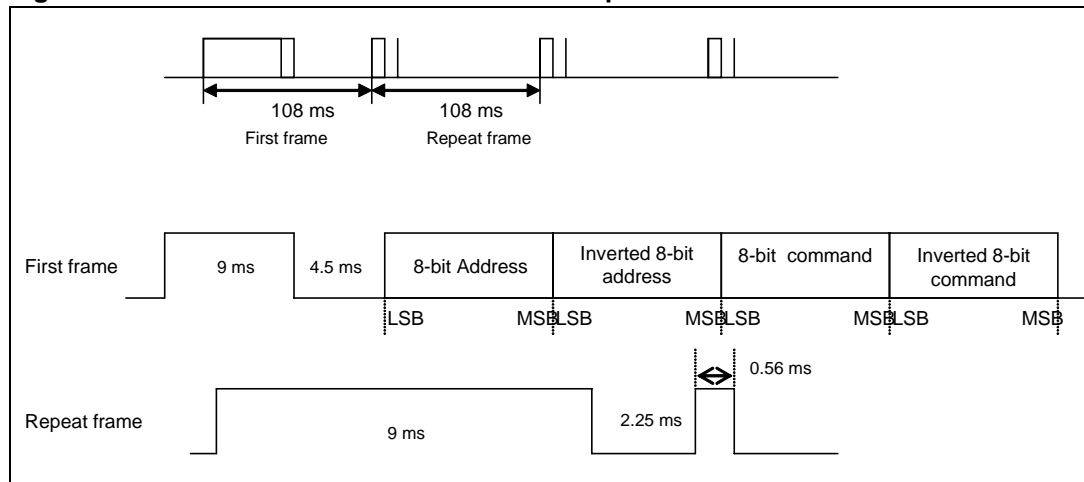 108 ms 108 ms
First frame Repeat frame
First frame 9 ms 4.5 ms 8-bit Address Inverted 8-bit address 8-bit command Inverted 8-bit command
LSB MSB LSB MSB LSB MSB LSB MSB
0.56 ms
Repeat frame 9 ms 2.25 ms